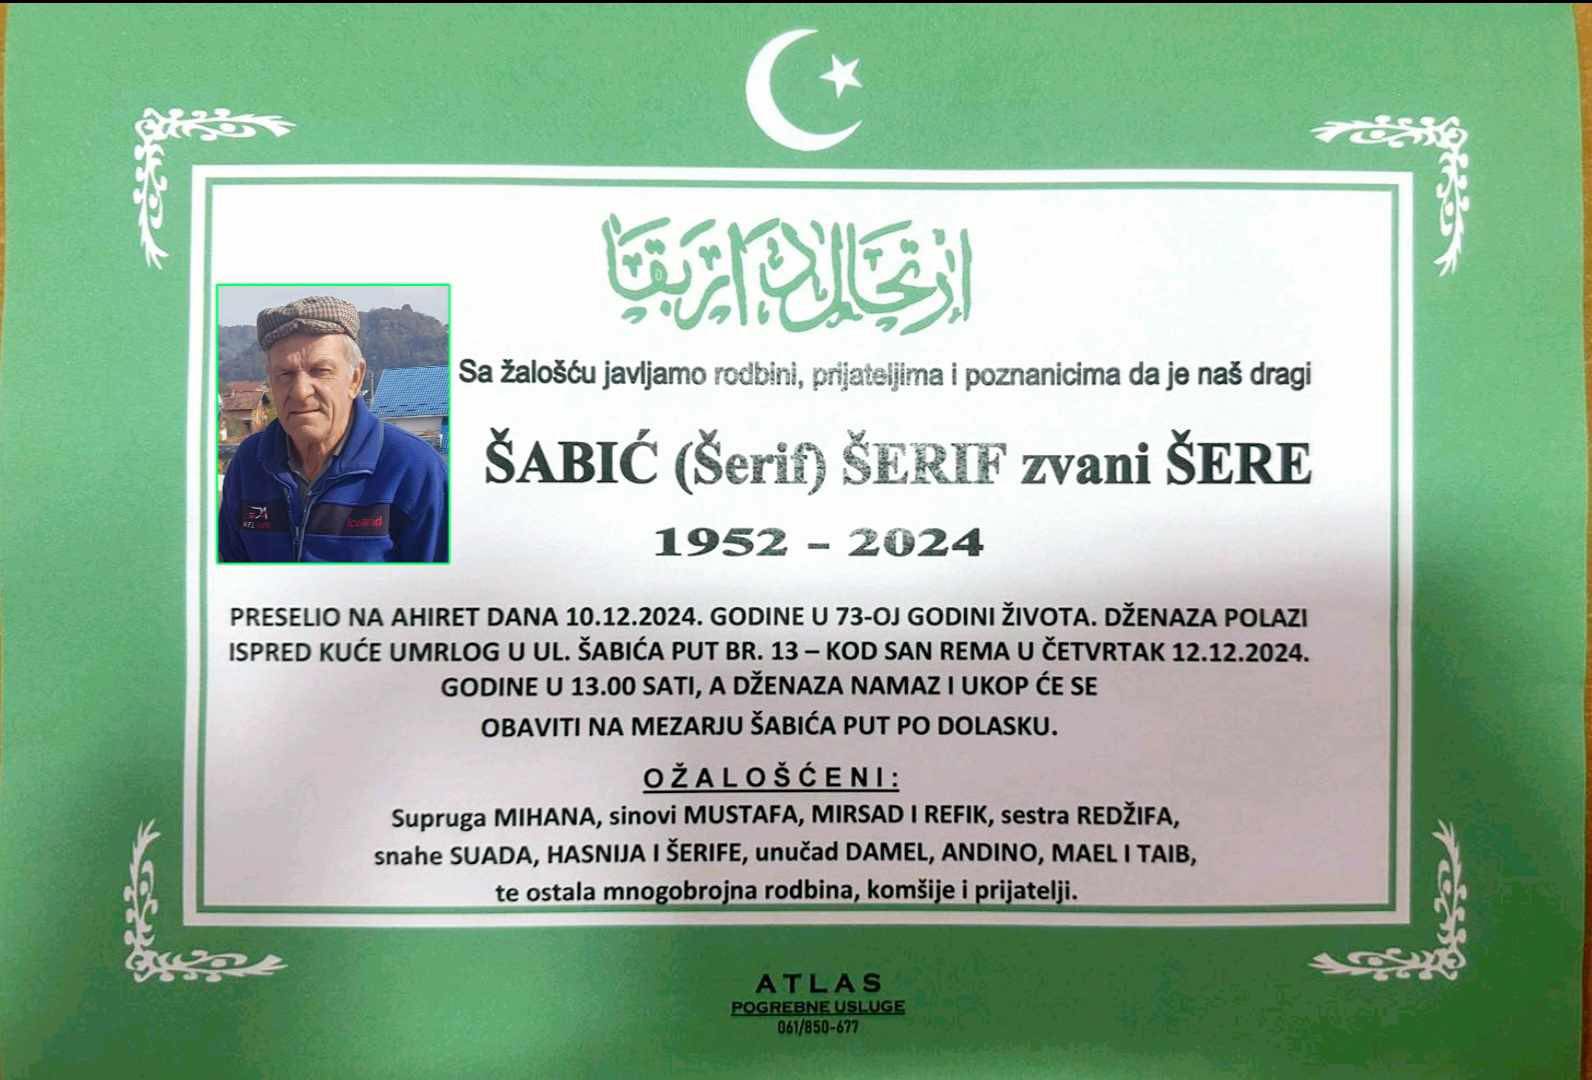 ارتحال دار بقا
Sa žalošću javljamo rodbini, prijateljima i poznanicima da je naš dragi
ŠABIĆ (Šerif) ŠERIF zvani ŠERE
1952 - 2024
PRESELIO NA AHIRET DANA 10.12.2024. GODINE U 73-OJ GODINI ŽIVOTA. DŽENAZA POLAZI
ISPRED KUĆE UMRLOG U UL. ŠABIĆA PUT BR. 13 – KOD SAN REMA U ČETVRTAK 12.12.2024.
GODINE U 13.00 SATI, A DŽENAZA NAMAZ I UKOP ĆE SE
OBAVITI NA MEZARJU ŠABIĆA PUT PO DOLASKU.
OŽALOŠĆENI:
Supruga MIHANA, sinovi MUSTAFA, MIRSAD I REFIK, sestra REDŽIFA,
snahe SUADA, HASNIJA I ŠERIFE, unučad DAMEL, ANDINO, MAEL I TAIB,
te ostala mnogobrojna rodbina, komšije i prijatelji.
ATLAS
POGREBNE USLUGE
061/850-677